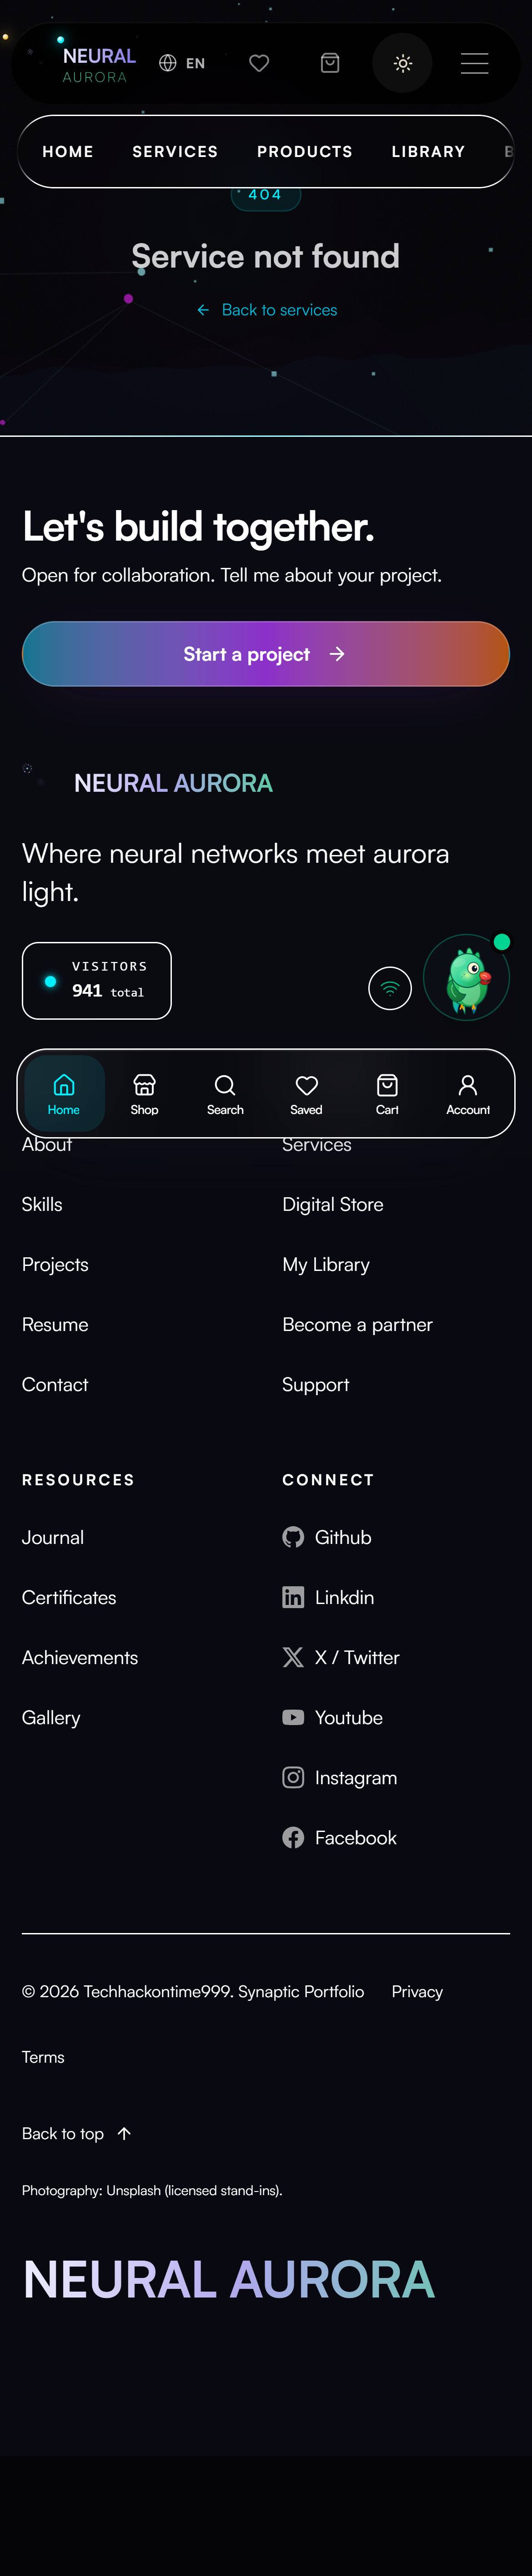 NEURAL
AURORA
EN
HOME SERVICES PRODUCTS LIBRARY B
404
Service not found
Back to services
Let's build together.
Open for collaboration. Tell me about your project.
Start a project
NEURAL AURORA
Where neural networks meet aurora
light.
VISITORS
941 total
Home Shop Search Saved Cart Account
About Services
Skills Digital Store
Projects My Library
Resume Become a partner
Contact Support
RESOURCES CONNECT
Journal Github
Certificates Linkdin
Achievements X / Twitter
Gallery Youtube
Instagram
Facebook
© 2026 Techhackontime999. Synaptic Portfolio Privacy
Terms
Back to top
Photography: Unsplash (licensed stand-ins).
NEURAL AURORA